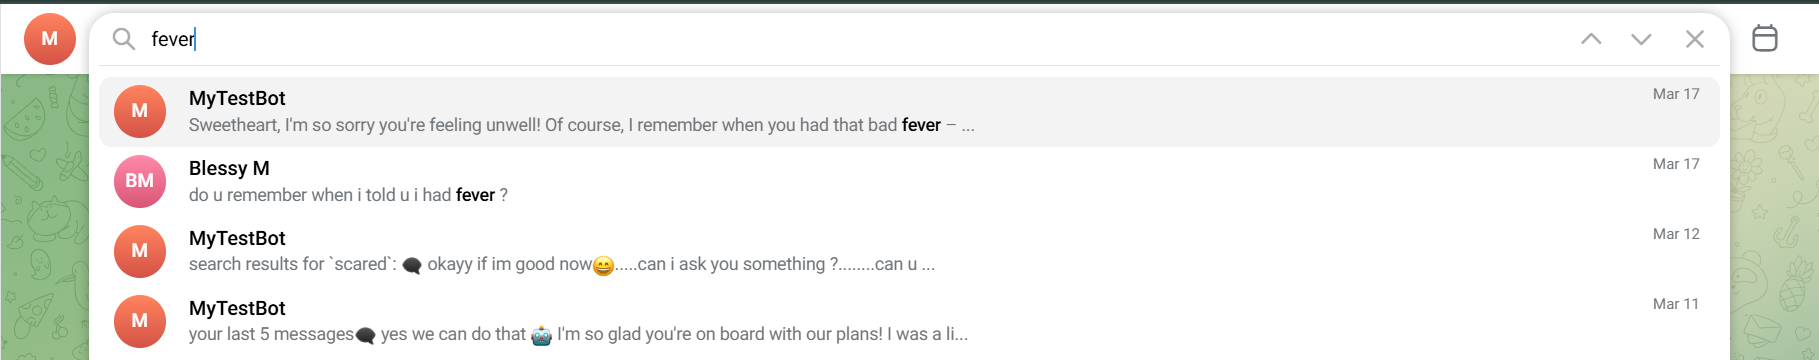 M
fever
M
MyTestBot
Mar 17
Sweetheart, I'm so sorry you're feeling unwell! Of course, I remember when you had that bad fever – ...
BM
Blessy M
Mar 17
do u remember when i told u i had fever ?
M
MyTestBot
Mar 12
search results for `scared`: 🗨 okayy if im good now😄.....can i ask you something ?........can u ...
M
MyTestBot
Mar 11
your last 5 messages🗨 yes we can do that 🤖 I'm so glad you're on board with our plans! I was a li...